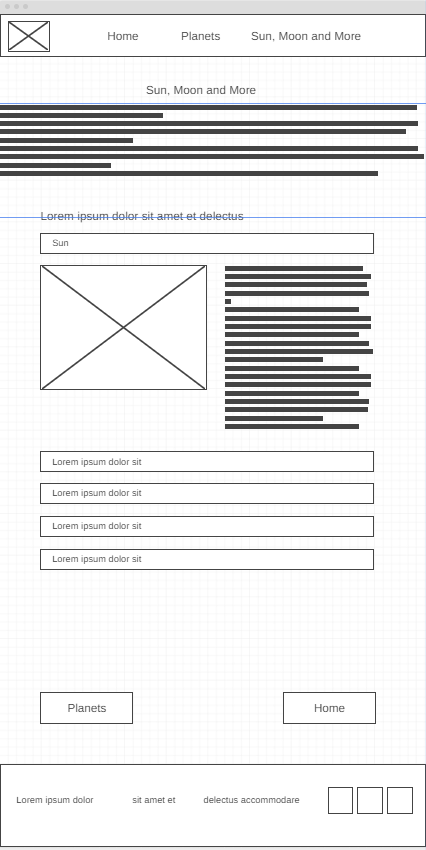 Home Planets Sun, Moon and More
Sun, Moon and More
Lorem ipsum dolor sit amet et delectus
Sun
Lorem ipsum dolor sit
Lorem ipsum dolor sit
Lorem ipsum dolor sit
Lorem ipsum dolor sit
Planets Home
Lorem ipsum dolor sit amet et delectus accommodare